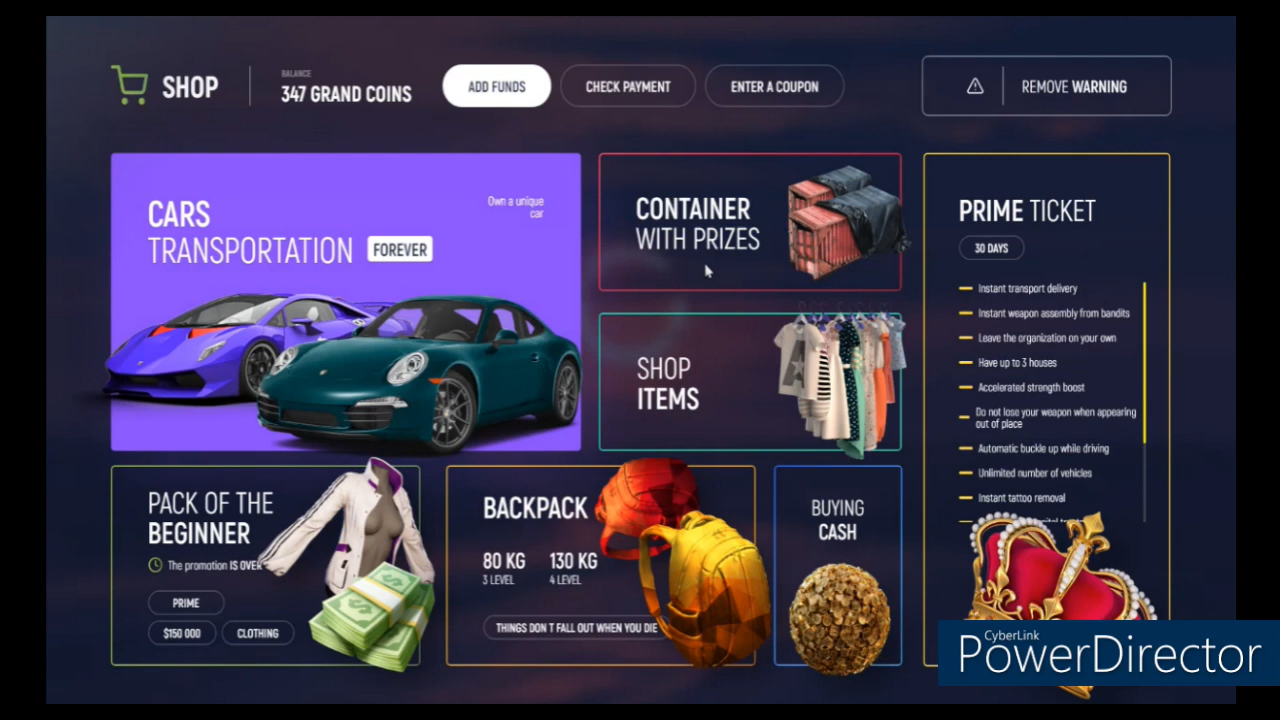 SHOP
BALANCE
347 GRAND COINS
ADD FUNDS
CHECK PAYMENT
ENTER A COUPON
REMOVE WARNING
CARS
TRANSPORTATION FOREVER
Own a unique
car
CONTAINER
WITH PRIZES
SHOP
ITEMS
PRIME TICKET
30 DAYS
Instant transport delivery
Instant weapon assembly from bandits
Leave the organization on your own
Have up to 3 houses
Accelerated strength boost
Do not lose your weapon when appearing
out of place
Automatic buckle up while driving
Unlimited number of vehicles
Instant tattoo removal
PACK OF THE
BEGINNER
The promotion IS OVER
PRIME
$150 000
CLOTHING
BACKPACK
80 KG
3 LEVEL
130 KG
4 LEVEL
THINGS DON T FALL OUT WHEN YOU DIE
BUYING
CASH
CyberLink
PowerDirector